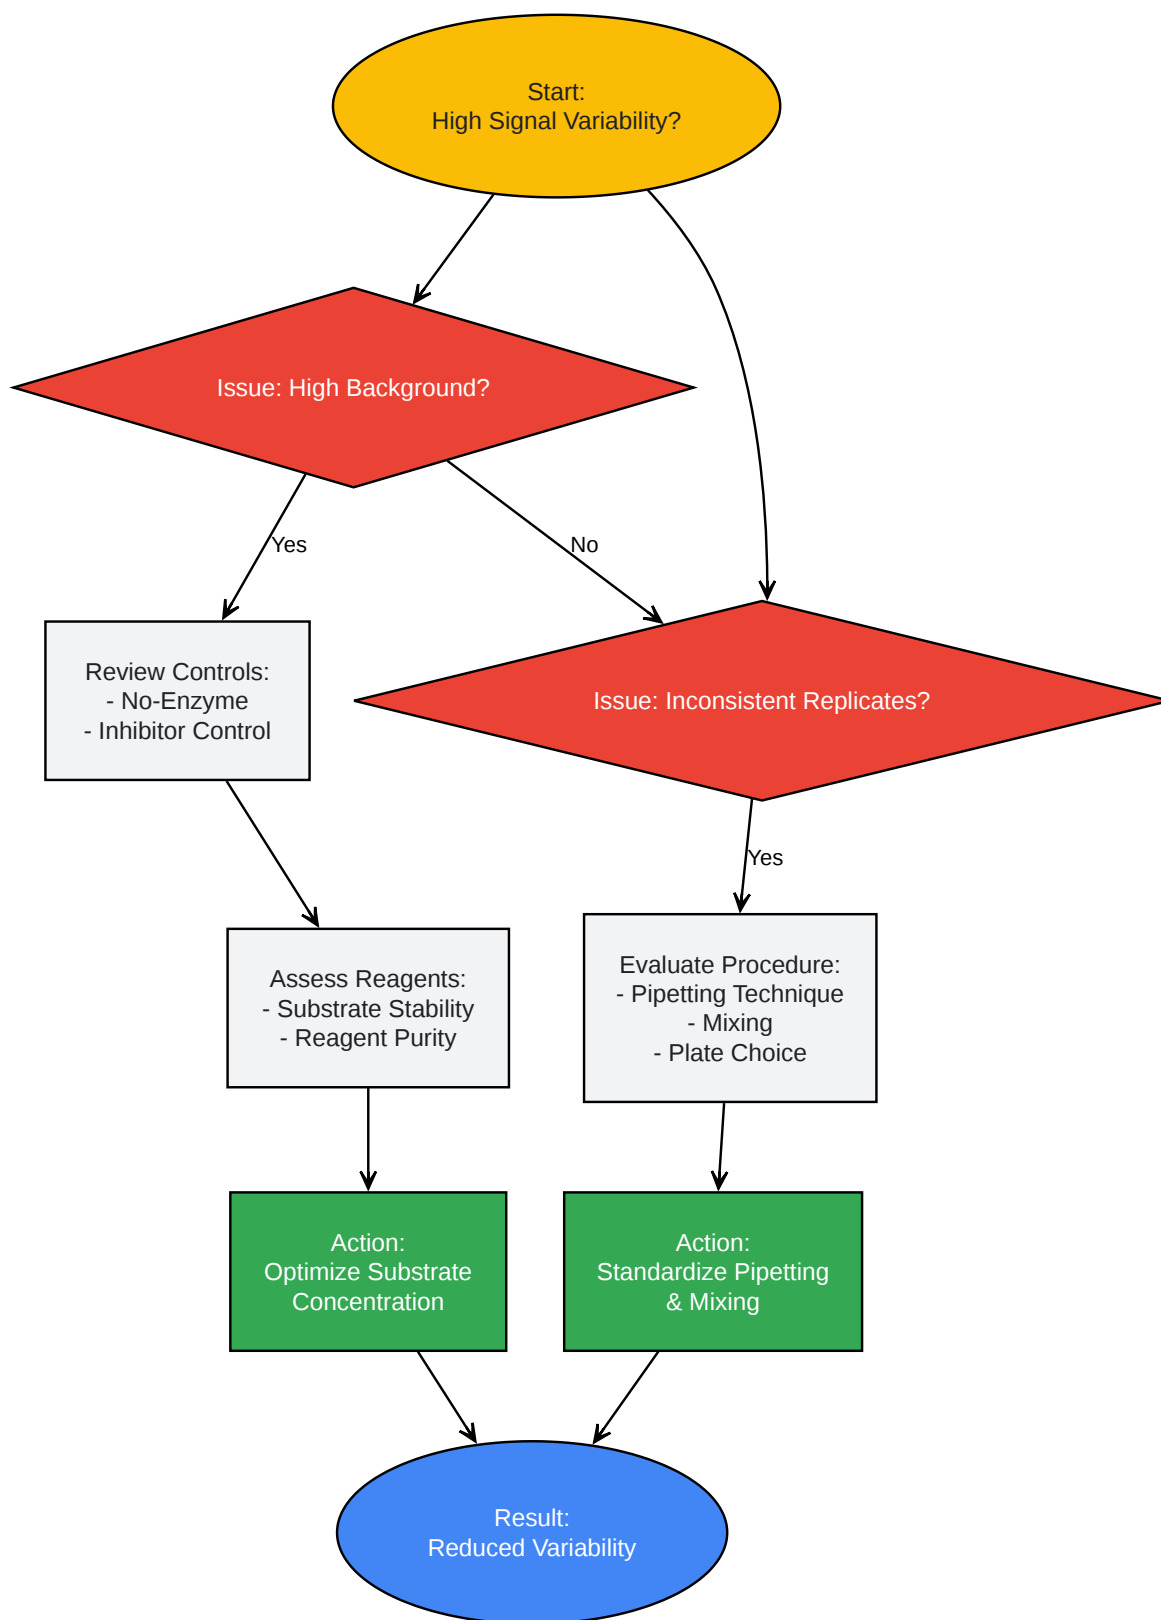 Start:
High Signal Variability?
Issue: High Background?
Yes
No
Review Controls:
- No-Enzyme
- Inhibitor Control
Issue: Inconsistent Replicates?
Yes
Assess Reagents:
- Substrate Stability
- Reagent Purity
Evaluate Procedure:
- Pipetting Technique
- Mixing
- Plate Choice
Action:
Optimize Substrate
Concentration
Action:
Standardize Pipetting
& Mixing
Result:
Reduced Variability